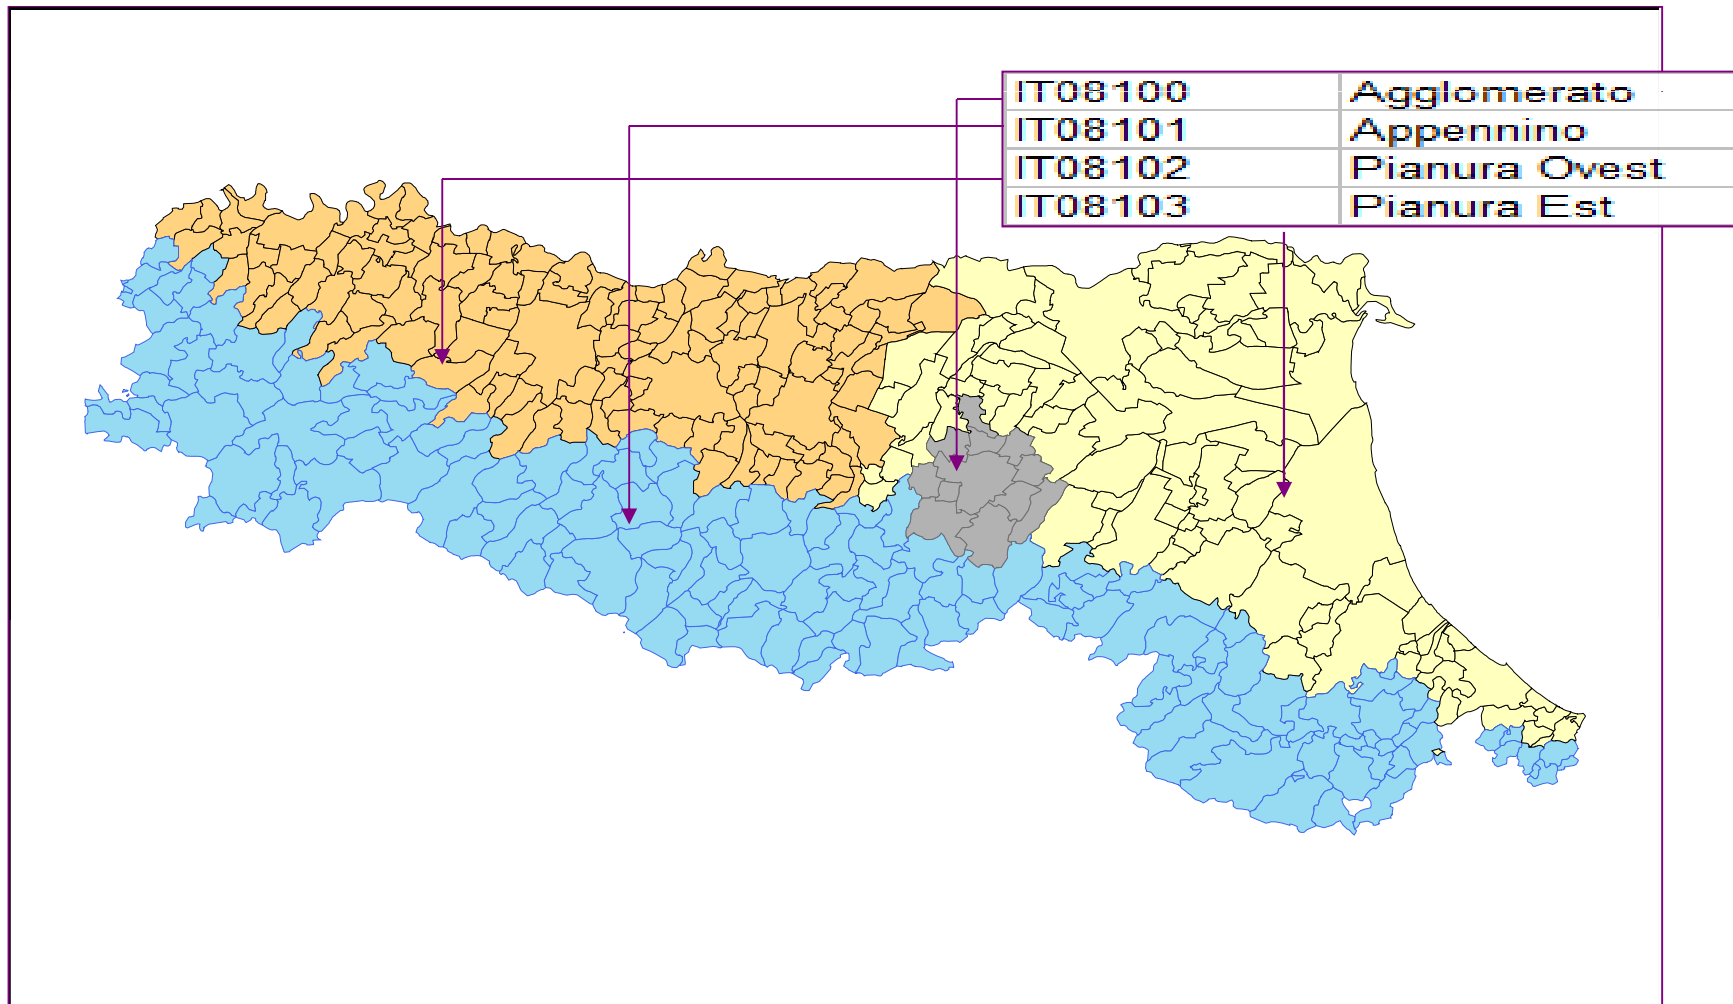 IT08100 Agglomerato
IT08101 Appennino
IT08102 Pianura Ovest
IT08103 Pianura Est